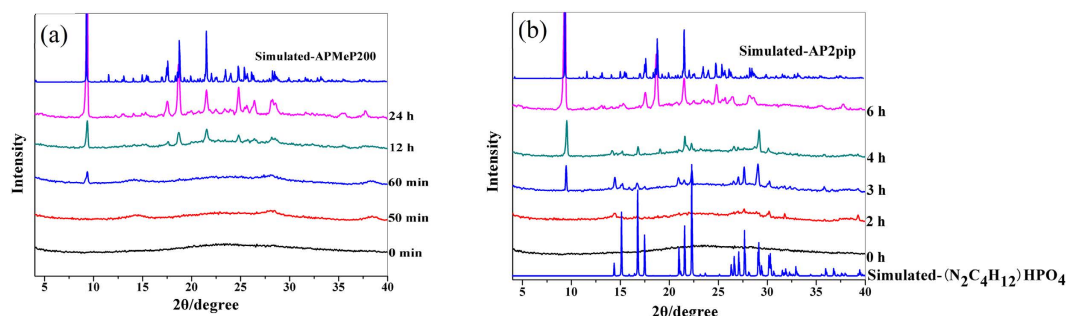 (a)
Simulated-APMeP200
24 h
12 h
60 min
50 min
0 min
Intensity
5 10 15 20 25 30 35 40
2θ/degree
(b)
Simulated-AP2pip
6 h
4 h
3 h
2 h
0 h
Simulated-(N2C4H12)HPO4
Intensity
5 10 15 20 25 30 35 40
2θ/degree